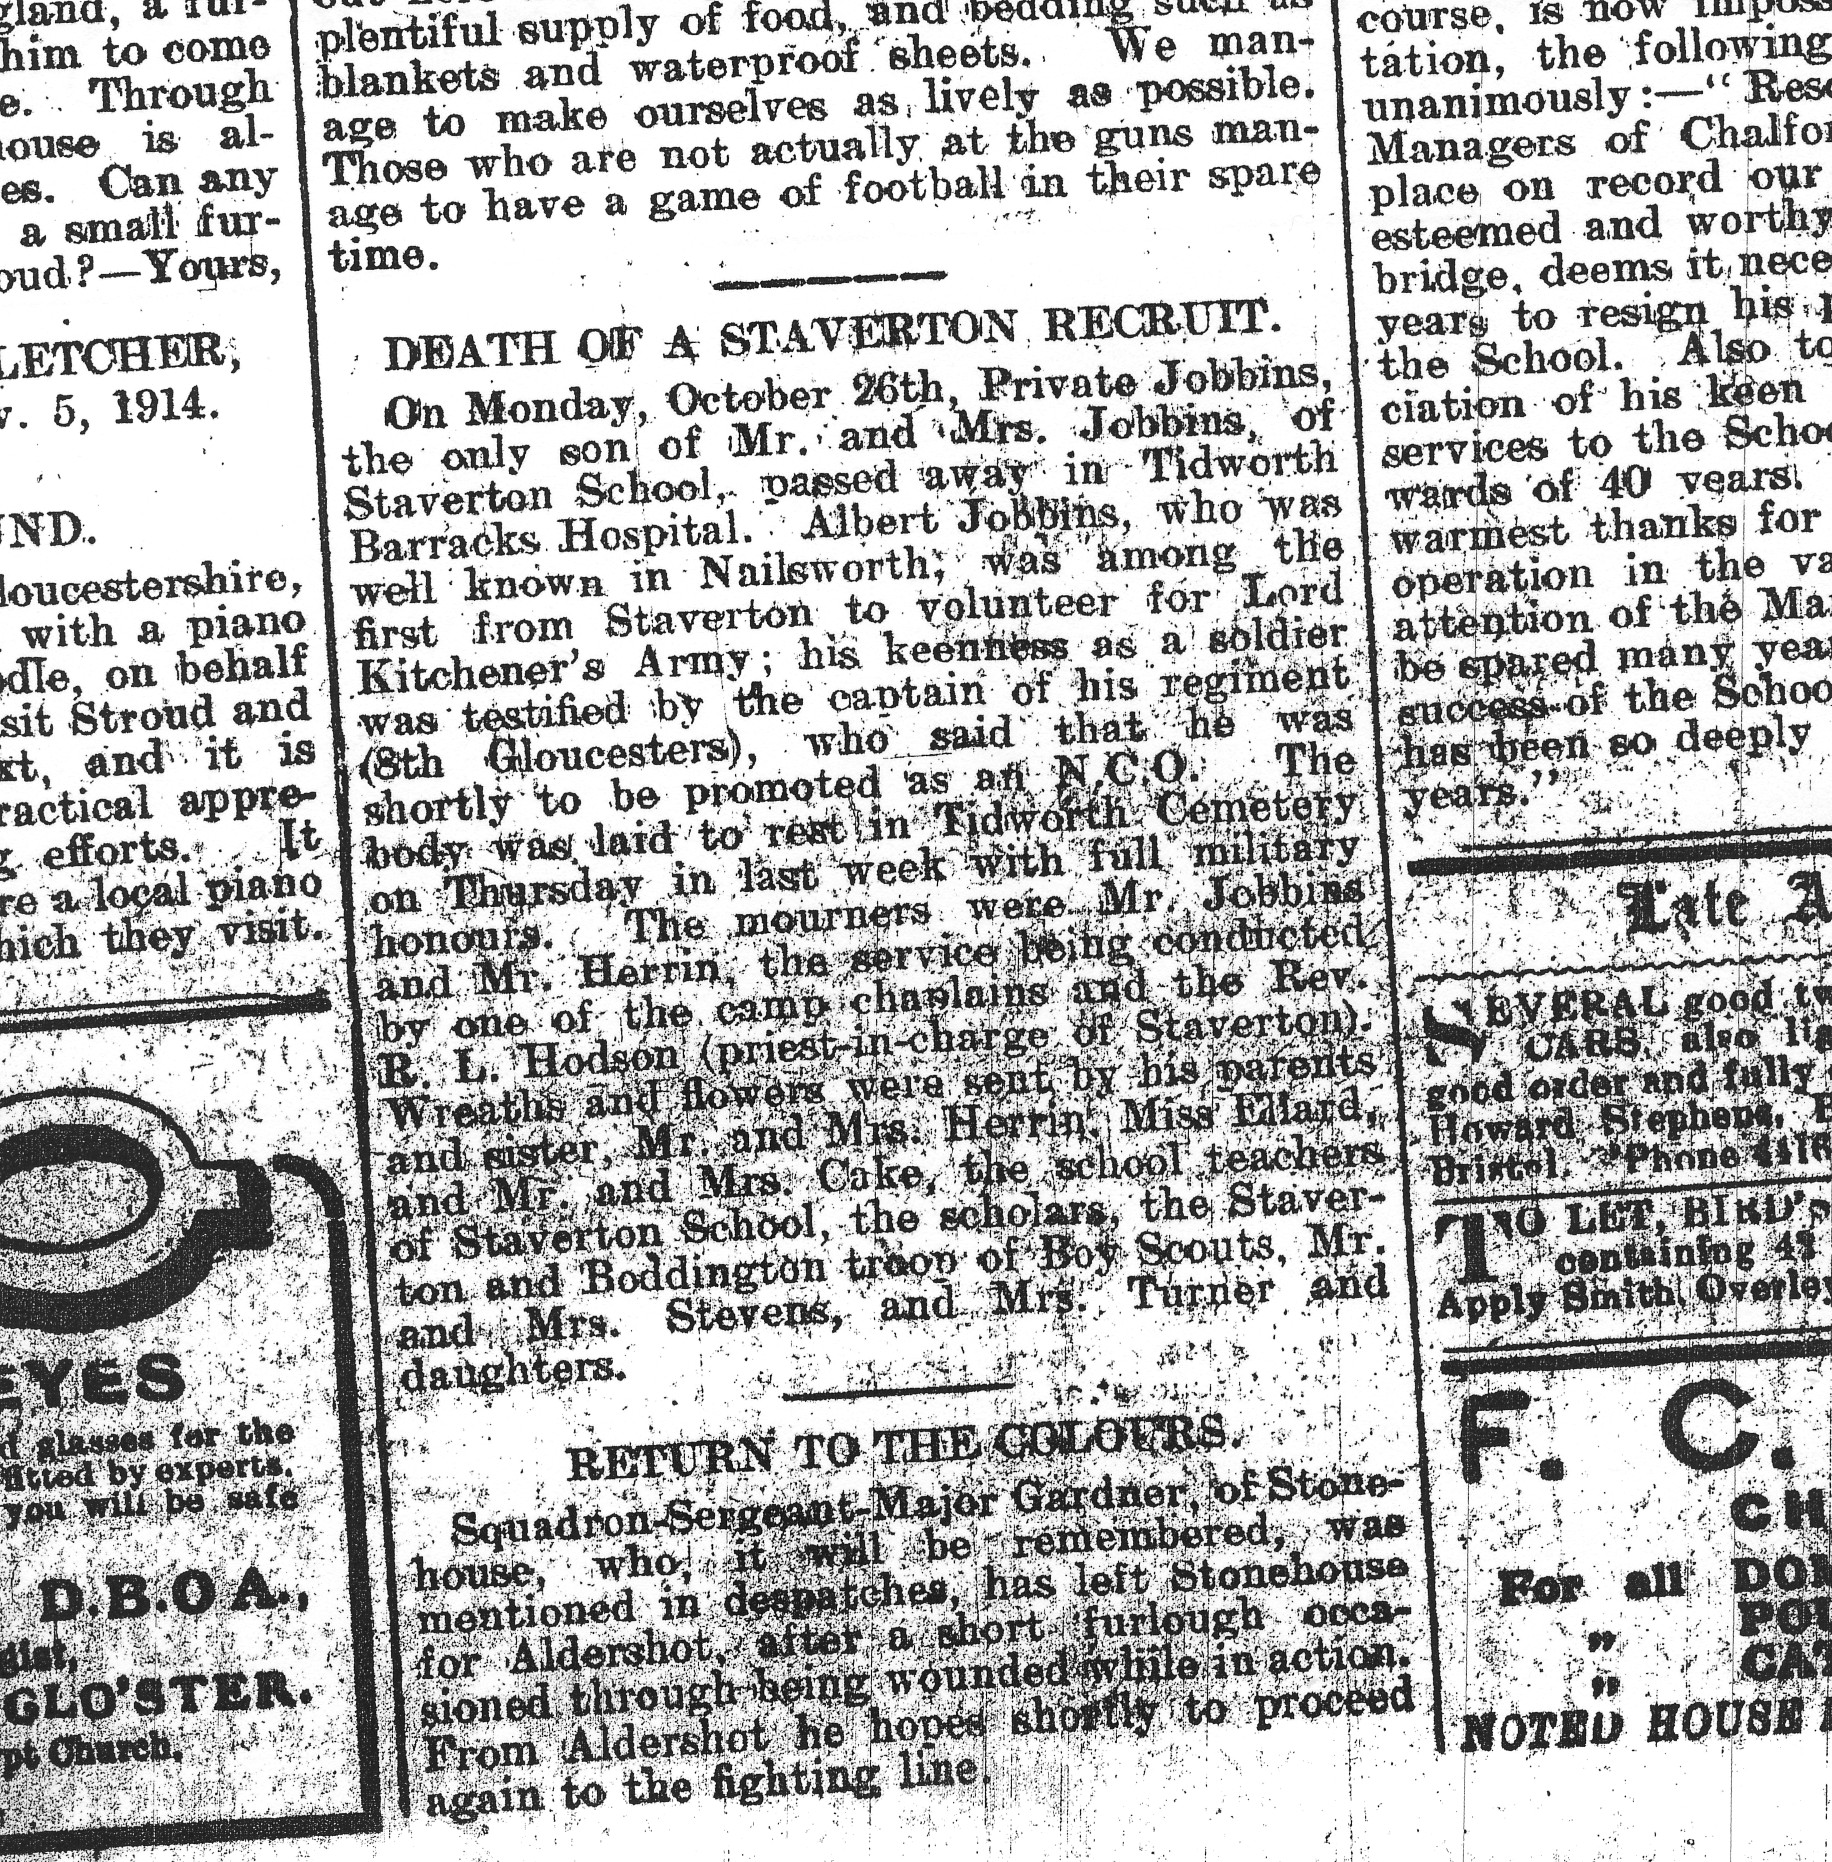 gland, a fur-
him to come
e. Through
house is al-
es. Can any
a small fur-
oud?—Yours,
LETCHER,
v. 5, 1914.
UND.
loucestershire,
with a piano
odle, on behalf
sit Stroud and
xt, and it is
ractical appre-
g efforts. It
re a local piano
hich they visit.
EYES
d glasses for the
fitted by experts.
you will be safe
D.B.O A.,
GLO'STER.
pt Church.
plentiful supply of food, and bedding such as
blankets and waterproof sheets. We man-
age to make ourselves as lively as possible.
Those who are not actually at the guns man-
age to have a game of football in their spare
time.
DEATH OF A STAVERTON RECRUIT.
On Monday, October 26th, Private Jobbins,
the only son of Mr. and Mrs. Jobbins, of
Staverton School, passed away in Tidworth
Barracks Hospital. Albert Jobbins, who was
well known in Nailsworth, was among the
first from Staverton to volunteer for Lord
Kitchener's Army; his keenness as a soldier
was testified by the captain of his regiment
(8th Gloucesters), who said that he was
shortly to be promoted as an N.C.O. The
body was laid to rest in Tidworth Cemetery
on Thursday in last week with full military
honours. The mourners were Mr. Jobbins
and Mr. Herrin, the service being conducted
by one of the camp chaplains and the Rev.
R. L. Hodson (priest-in-charge of Staverton).
Wreaths and flowers were sent by his parents
and sister, Mr. and Mrs. Herrin, Miss Ellard,
and Mr. and Mrs. Cake, the school teachers
of Staverton School, the scholars, the Staver-
ton and Boddington troop of Boy Scouts, Mr.
and Mrs. Stevens, and Mrs. Turner and
daughters.
RETURN TO THE COLOURS.
Squadron-Sergeant-Major Gardner, of Stone-
house, who, it will be remembered, was
mentioned in despatches, has left Stonehouse
for Aldershot, after a short furlough occa-
sioned through being wounded while in action.
From Aldershot he hopes shortly to proceed
again to the fighting line.
course, is now imposs
tation, the following
unanimously:—"Reso
Managers of Chalfor
place on record our
esteemed and worthy
bridge, deems it nece
years to resign his p
the School. Also to
ciation of his keen
services to the Schoo
wards of 40 years.
warmest thanks for
operation in the va
attention of the Ma
be spared many year
success of the Schoo
has been so deeply
years."
Late A
SEVERAL good tw
CARS, also lig
good order and fully
Howard Stephens, B
Bristol. 'Phone 4416
TO LET, BIRD's
containing 4
Apply Smith, Overley
F. C.
CH
For all DOM
" POU
" CAT
NOTED HOUSE